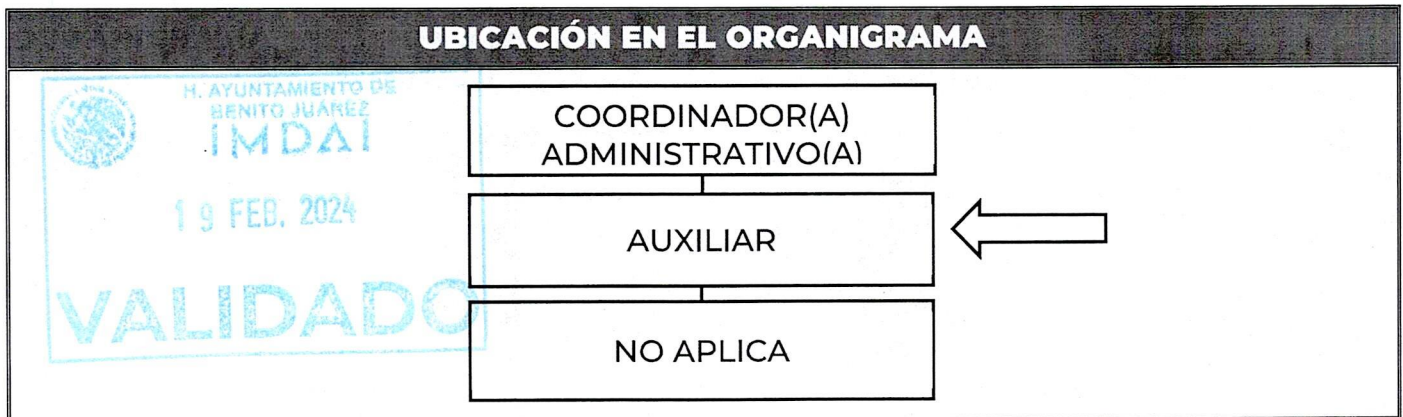 UBICACIÓN EN EL ORGANIGRAMA
H. AYUNTAMIENTO DE
BENITO JUÁREZ
IMDAI
19 FEB. 2024
VALIDADO
COORDINADOR(A)
ADMINISTRATIVO(A)
AUXILIAR
NO APLICA